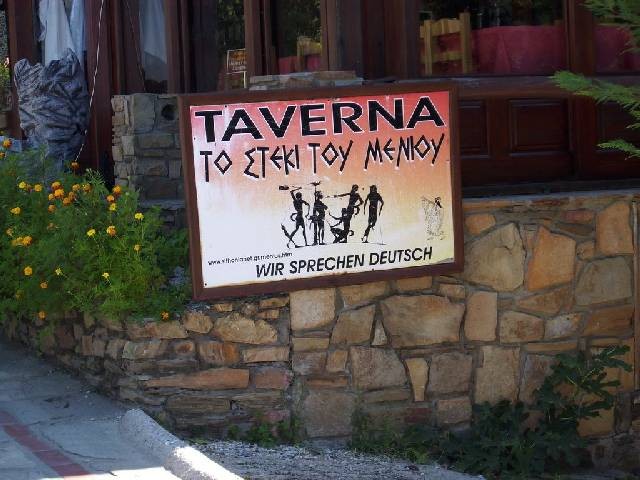 TAVERNA
ΤΟ ΣΤΕΚΙ ΤΟΥ ΜΕΝΙΟΥ
WIR SPRECHEN DEUTSCH